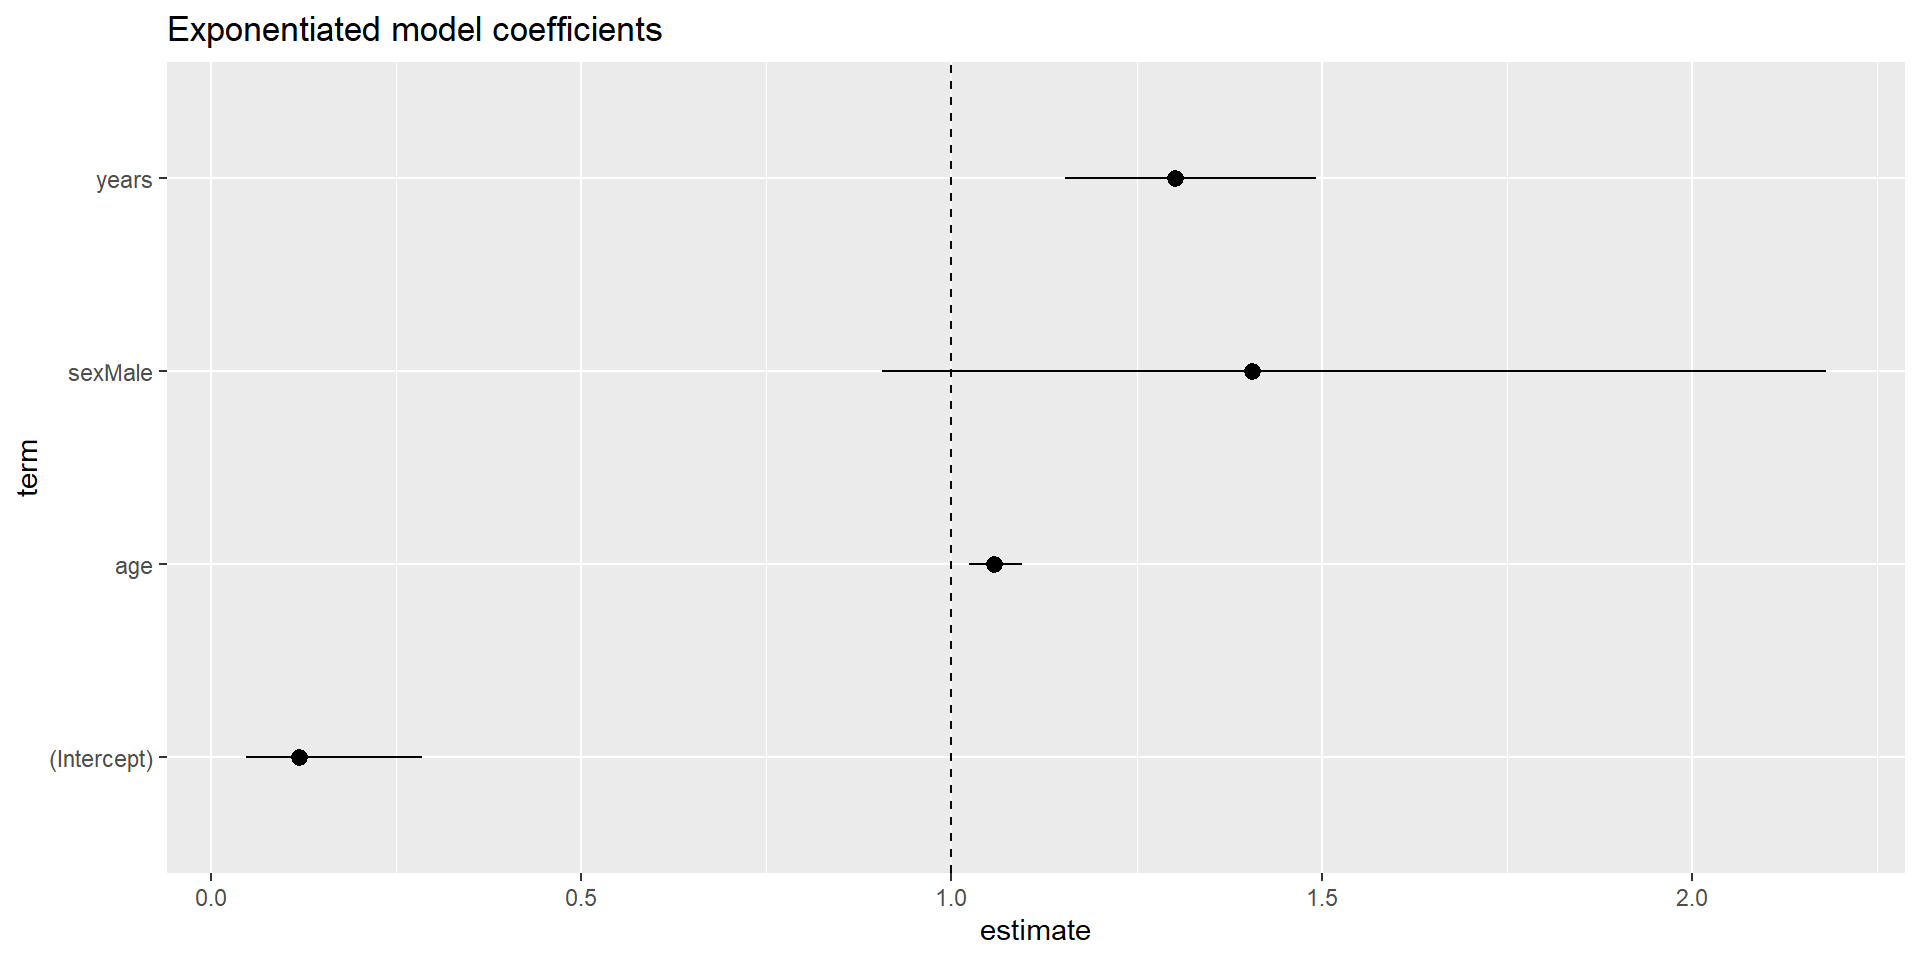 Exponentiated model coefficients
years
sexMale
age
(Intercept)
term
0.0 0.5 1.0 1.5 2.0
estimate